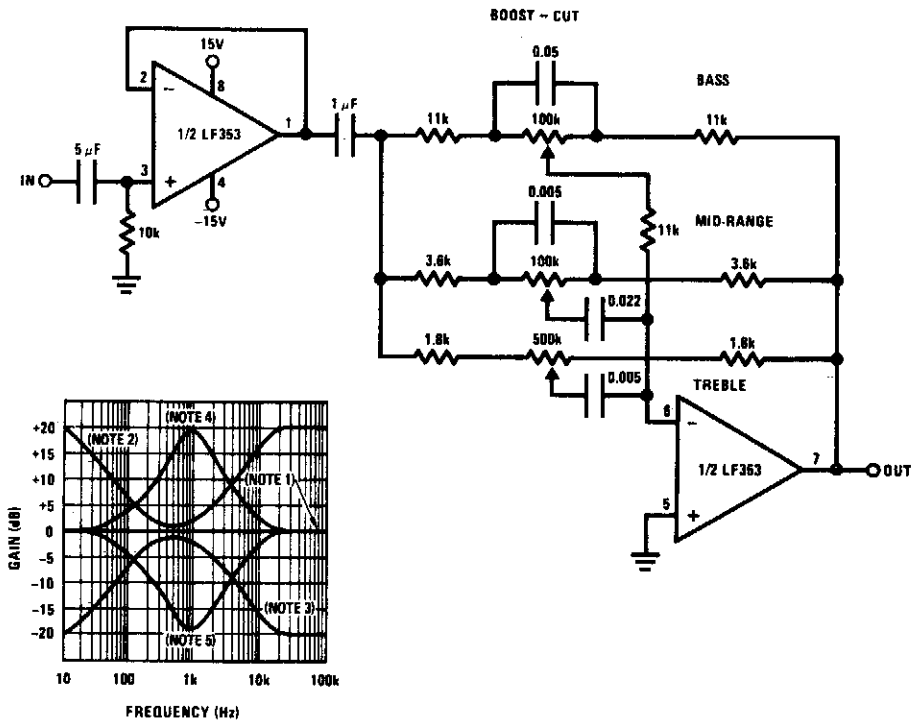 BOOST ~ CUT
15V
8
2
-
1/2 LF353
1
3
+
4
-15V
5 µF
IN
10k
1 µF
0.05
BASS
11k
100k
11k
0.005
MID-RANGE
11k
3.6k
100k
3.6k
0.022
1.8k
500k
1.8k
0.005
TREBLE
6
-
1/2 LF353
7
OUT
5
+
+20
+15
+10
+5
0
-5
-10
-15
-20
GAIN (dB)
(NOTE 4)
(NOTE 2)
(NOTE 1)
(NOTE 3)
(NOTE 5)
10
100
1k
10k
100k
FREQUENCY (Hz)